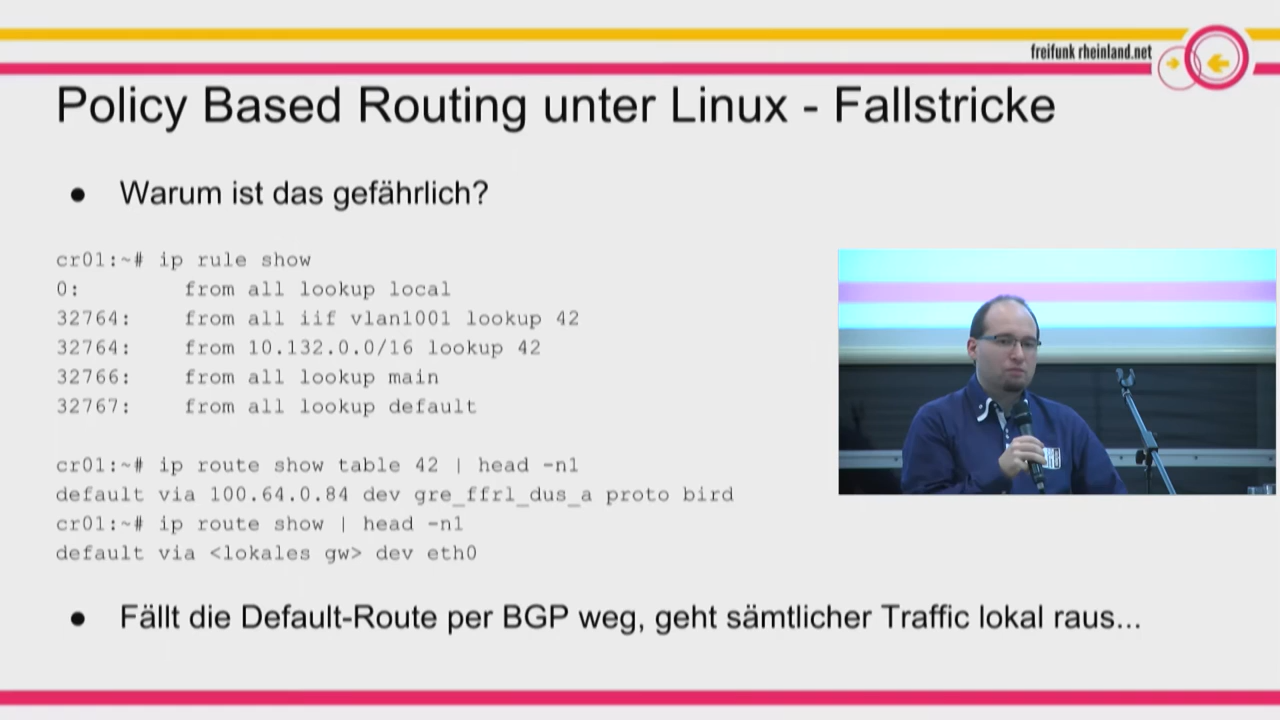 freifunk rheinland.net
Policy Based Routing unter Linux - Fallstricke
● Warum ist das gefährlich?
cr01:~# ip rule show
0: from all lookup local
32764: from all iif vlan1001 lookup 42
32764: from 10.132.0.0/16 lookup 42
32766: from all lookup main
32767: from all lookup default
cr01:~# ip route show table 42 | head -n1
default via 100.64.0.84 dev gre_ffrl_dus_a proto bird
cr01:~# ip route show | head -n1
default via <lokales gw> dev eth0
● Fällt die Default-Route per BGP weg, geht sämtlicher Traffic lokal raus...